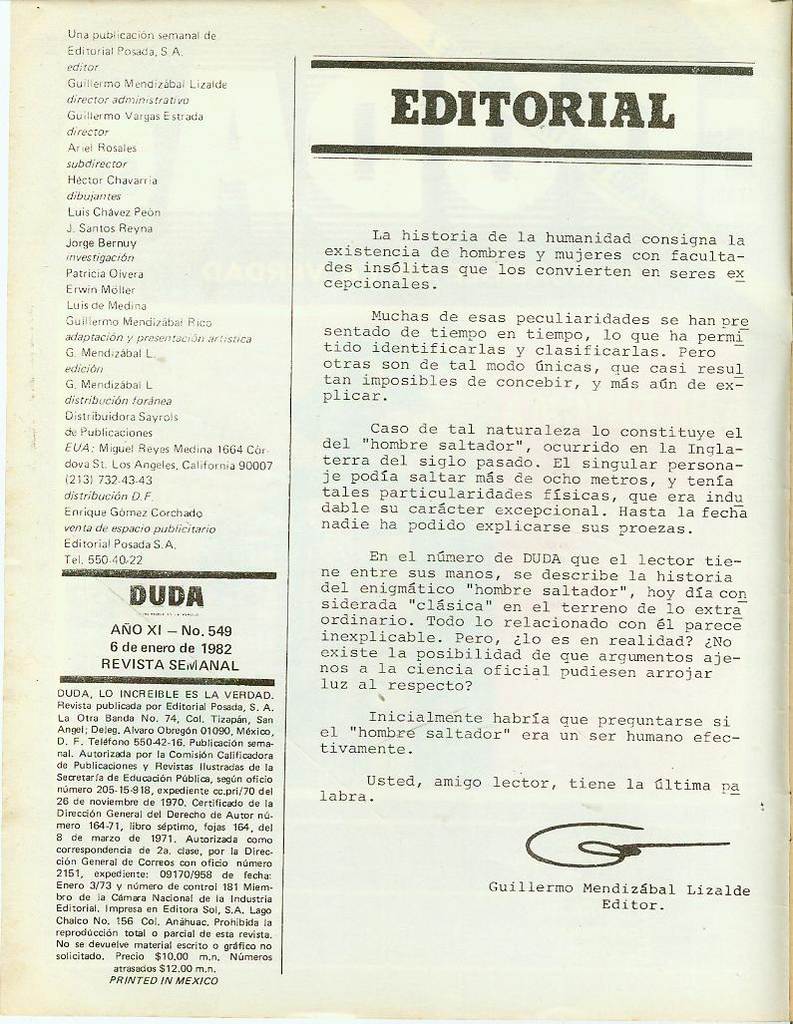 Una publicación semanal de
Editorial Posada, S.A.
editor
Guillermo Mendizábal Lizalde
director administrativo
Guillermo Vargas Estrada
director
Ariel Rosales
subdirector
Héctor Chavarria
dibujantes
Luis Chávez Peón
J. Santos Reyna
Jorge Bernuy
investigación
Patricia Olvera
Erwin Möller
Luis de Medina
Guillermo Mendizábal Rico
adaptación y presentación artística
G. Mendizábal L.
edición
G. Mendizábal L
distribución foránea
Distribuidora Sayrols
de Publicaciones
EUA: Miguel Reyes Medina 1664 Cór-
dova St. Los Angeles, California 90007
(213) 732-43-43
distribución D.F.
Enrique Gómez Corchado
venta de espacio publicitario
Editorial Posada S.A.
Tel. 550-40-22
DUDA
AÑO XI — No. 549
6 de enero de 1982
REVISTA SEMANAL
DUDA, LO INCREIBLE ES LA VERDAD.
Revista publicada por Editorial Posada, S. A.
La Otra Banda No. 74, Col. Tizapán, San
Angel; Deleg. Alvaro Obregón 01090, México,
D. F. Teléfono 550-42-16. Publicación sema-
nal. Autorizada por la Comisión Calificadora
de Publicaciones y Revistas Ilustradas de la
Secretaría de Educación Pública, según oficio
número 205-15-918, expediente cc.pri/70 del
26 de noviembre de 1970. Certificado de la
Dirección General del Derecho de Autor nú-
mero 164-71, libro séptimo, fojas 164, del
8 de marzo de 1971. Autorizada como
correspondencia de 2a. clase, por la Direc-
ción General de Correos con oficio número
2151, expediente: 09170/958 de fecha:
Enero 3/73 y número de control 181 Miem-
bro de la Cámara Nacional de la Industria
Editorial. Impresa en Editora Sol, S.A. Lago
Chalco No. 156 Col. Anáhuac. Prohibida la
reproducción total o parcial de esta revista.
No se devuelve material escrito o gráfico no
solicitado. Precio $10.00 m.n. Números
atrasados $12.00 m.n.
PRINTED IN MEXICO
EDITORIAL
La historia de la humanidad consigna la
existencia de hombres y mujeres con faculta-
des insólitas que los convierten en seres ex
cepcionales.
Muchas de esas peculiaridades se han pre
sentado de tiempo en tiempo, lo que ha permi
tido identificarlas y clasificarlas. Pero
otras son de tal modo únicas, que casi resul
tan imposibles de concebir, y más aún de ex-
plicar.
Caso de tal naturaleza lo constituye el
del "hombre saltador", ocurrido en la Ingla-
terra del siglo pasado. El singular persona-
je podía saltar más de ocho metros, y tenía
tales particularidades físicas, que era indu
dable su carácter excepcional. Hasta la fecha
nadie ha podido explicarse sus proezas.
En el número de DUDA que el lector tie-
ne entre sus manos, se describe la historia
del enigmático "hombre saltador", hoy día con
siderada "clásica" en el terreno de lo extra
ordinario. Todo lo relacionado con él parece
inexplicable. Pero, ¿lo es en realidad? ¿No
existe la posibilidad de que argumentos aje-
nos a la ciencia oficial pudiesen arrojar
luz al respecto?
Inicialmente habría que preguntarse si
el "hombre saltador" era un ser humano efec-
tivamente.
Usted, amigo lector, tiene la última pa
labra.
Guillermo Mendizábal Lizalde
Editor.